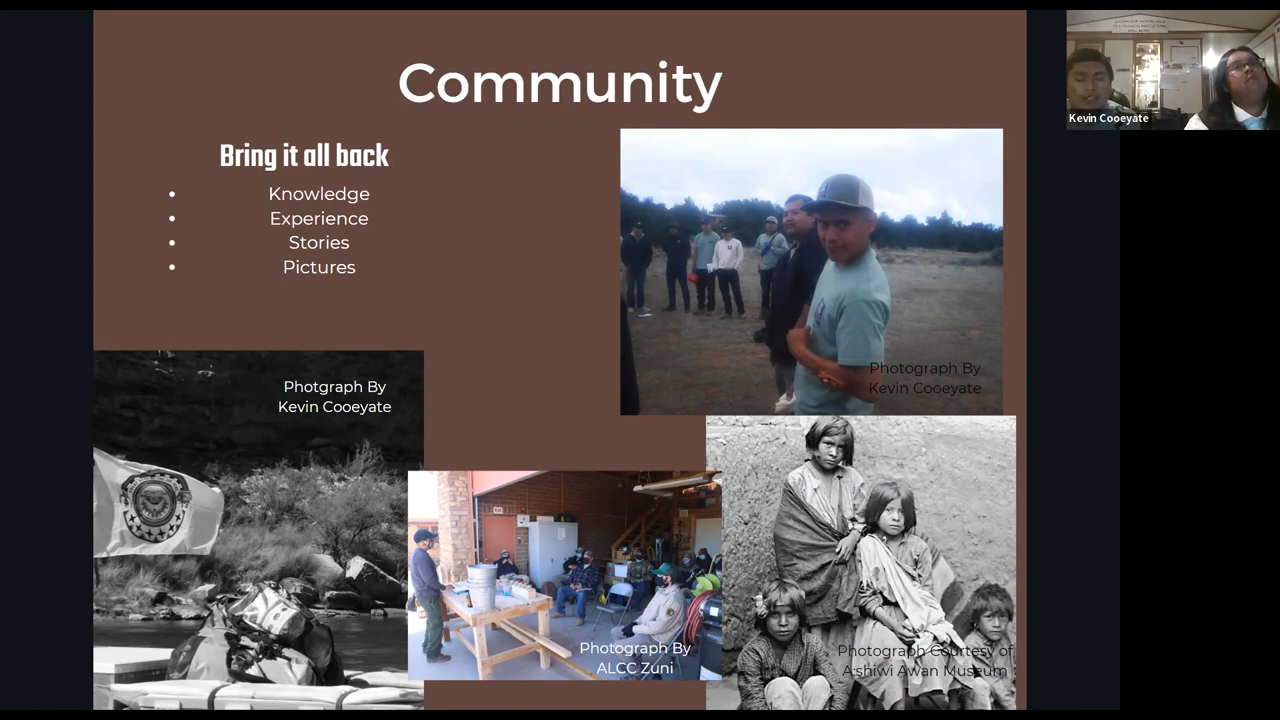 Community
Bring it all back
• Knowledge
• Experience
• Stories
• Pictures
Photograph By
Kevin Cooeyate
Photgraph By
Kevin Cooeyate
Photograph By
ALCC Zuni
Photograph Courtesy of
A:shiwi Awan Museum
Kevin Cooeyate